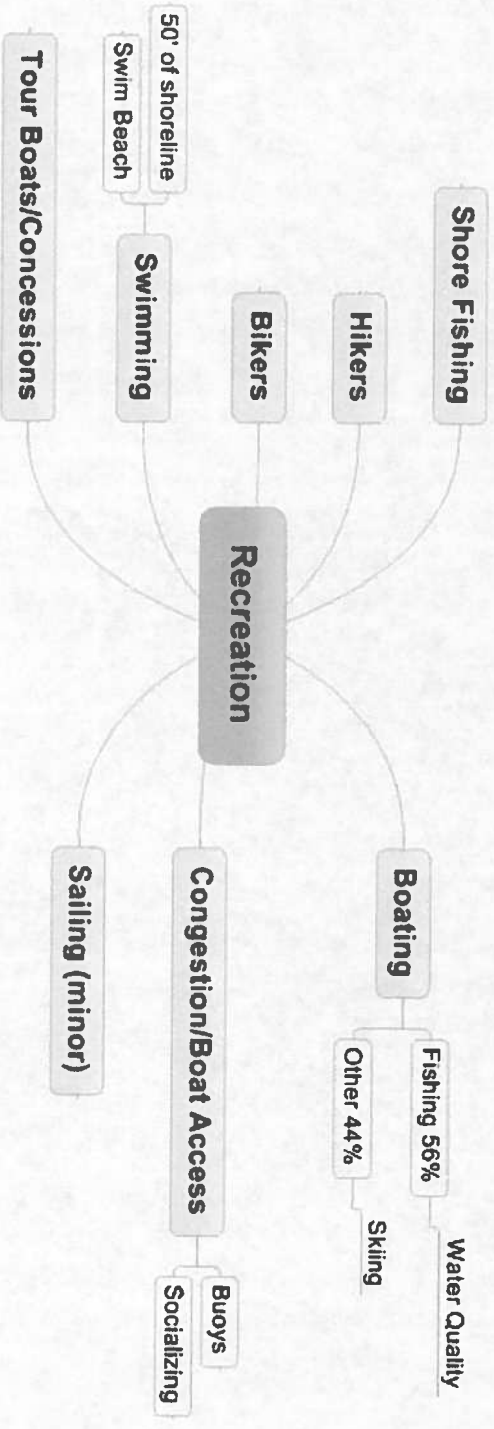 Recreation
Boating
Fishing 56%
Water Quality
Other 44%
Skiing
Congestion/Boat Access
Buoys
Socializing
Sailing (minor)
Shore Fishing
Hikers
Bikers
Swimming
50' of shoreline
Swim Beach
Tour Boats/Concessions